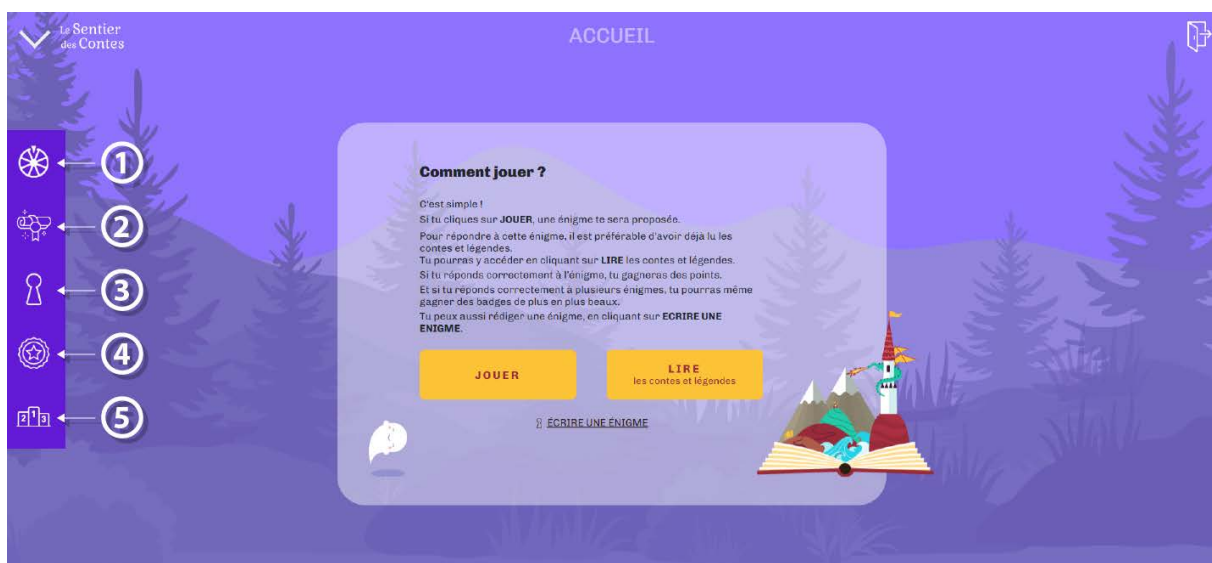 Le Sentier
des Contes
ACCUEIL
1
2
3
4
5
2 1 3
Comment jouer ?
C'est simple !
Si tu cliques sur JOUER, une énigme te sera proposée.
Pour répondre à cette énigme, il est préférable d'avoir déjà lu les
contes et légendes.
Tu pourras y accéder en cliquant sur LIRE les contes et légendes.
Si tu réponds correctement à l'énigme, tu gagneras des points.
Et si tu réponds correctement à plusieurs énigmes, tu pourras même
gagner des badges de plus en plus beaux.
Tu peux aussi rédiger une énigme, en cliquant sur ECRIRE UNE
ENIGME.
JOUER
LIRE
les contes et légendes
ÉCRIRE UNE ÉNIGME